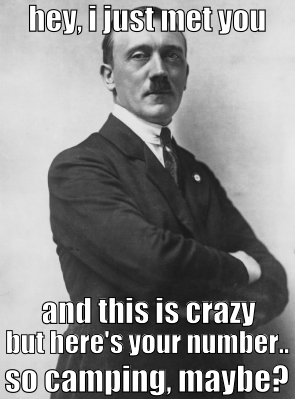 hey, i just met you
and this is crazy
but here's your number..
so camping, maybe?